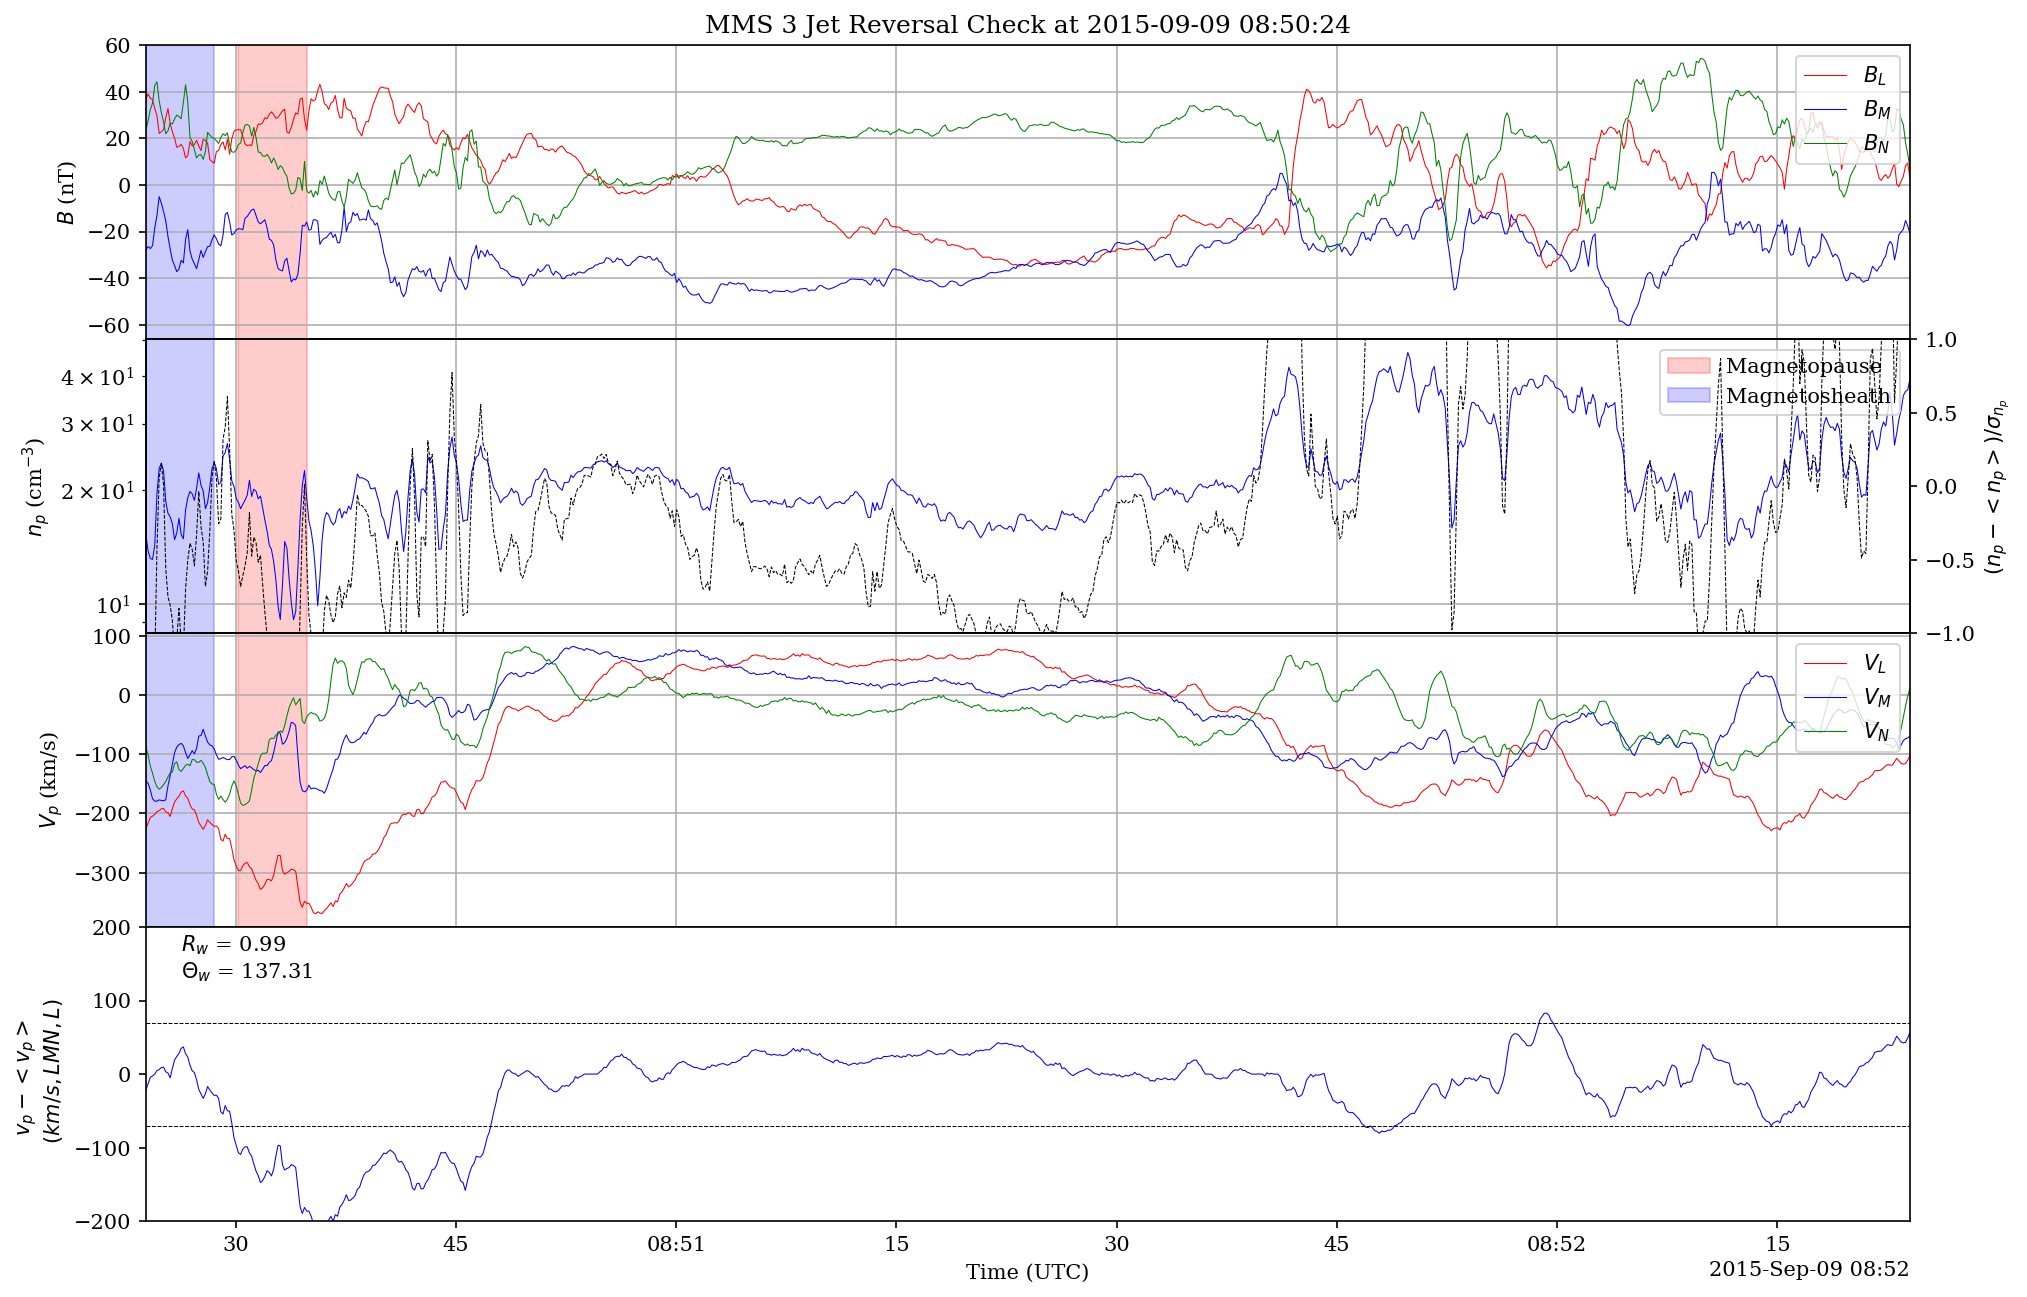 MMS 3 Jet Reversal Check at 2015-09-09 08:50:24
60
40
20
0
−20
−40
−60
B (nT)
B_L
B_M
B_N
4 × 10^1
3 × 10^1
2 × 10^1
10^1
n_p (cm^−3)
1.0
0.5
0.0
−0.5
−1.0
(n_p − < n_p >)/σ_{n_p}
Magnetopause
Magnetosheath
100
0
−100
−200
−300
V_p (km/s)
V_L
V_M
V_N
200
100
0
−100
−200
v_p − < v_p >
(km/s, LMN, L)
R_w = 0.99
Θ_w = 137.31
30 45 08:51 15 30 45 08:52 15
Time (UTC)
2015-Sep-09 08:52